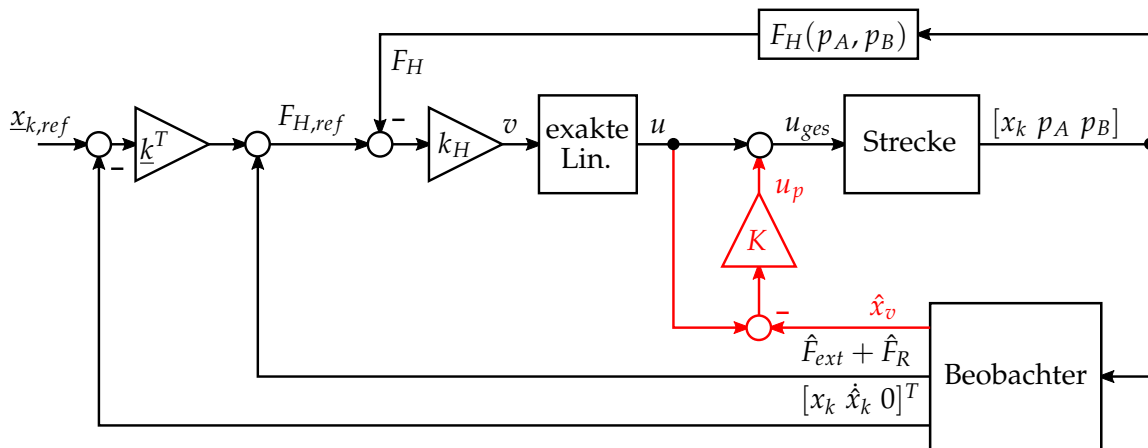 F_H(p_A, p_B)
F_H
x_{k,ref}
–
k^T
F_{H,ref}
–
k_H
v
exakte
Lin.
u
u_{ges}
Strecke
[x_k p_A p_B]
u_p
K
–
x̂_v
F̂_{ext} + F̂_R
[x_k ẋ̂_k 0]^T
Beobachter